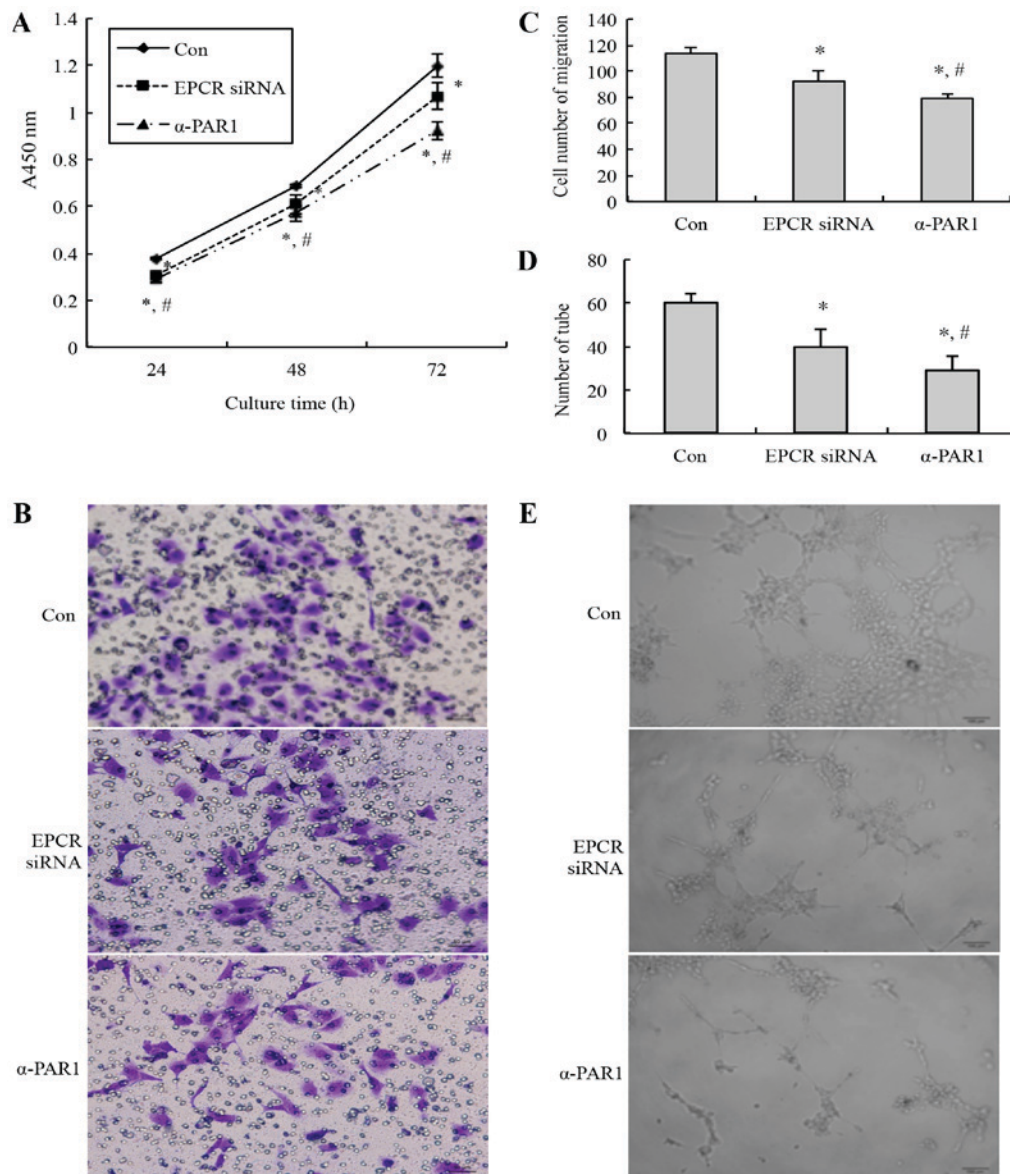 A
1.4
1.2
1
0.8
0.6
0.4
0.2
0
A450 nm
Con
EPCR siRNA
α-PAR1
*
*, #
*
*, #
*
*, #
24
48
72
Culture time (h)
C
140
120
100
80
60
40
20
0
Cell number of migration
*
*, #
Con
EPCR siRNA
α-PAR1
D
80
60
40
20
0
Number of tube
*
*, #
Con
EPCR siRNA
α-PAR1
B
Con
EPCR
siRNA
α-PAR1
E
Con
EPCR
siRNA
α-PAR1